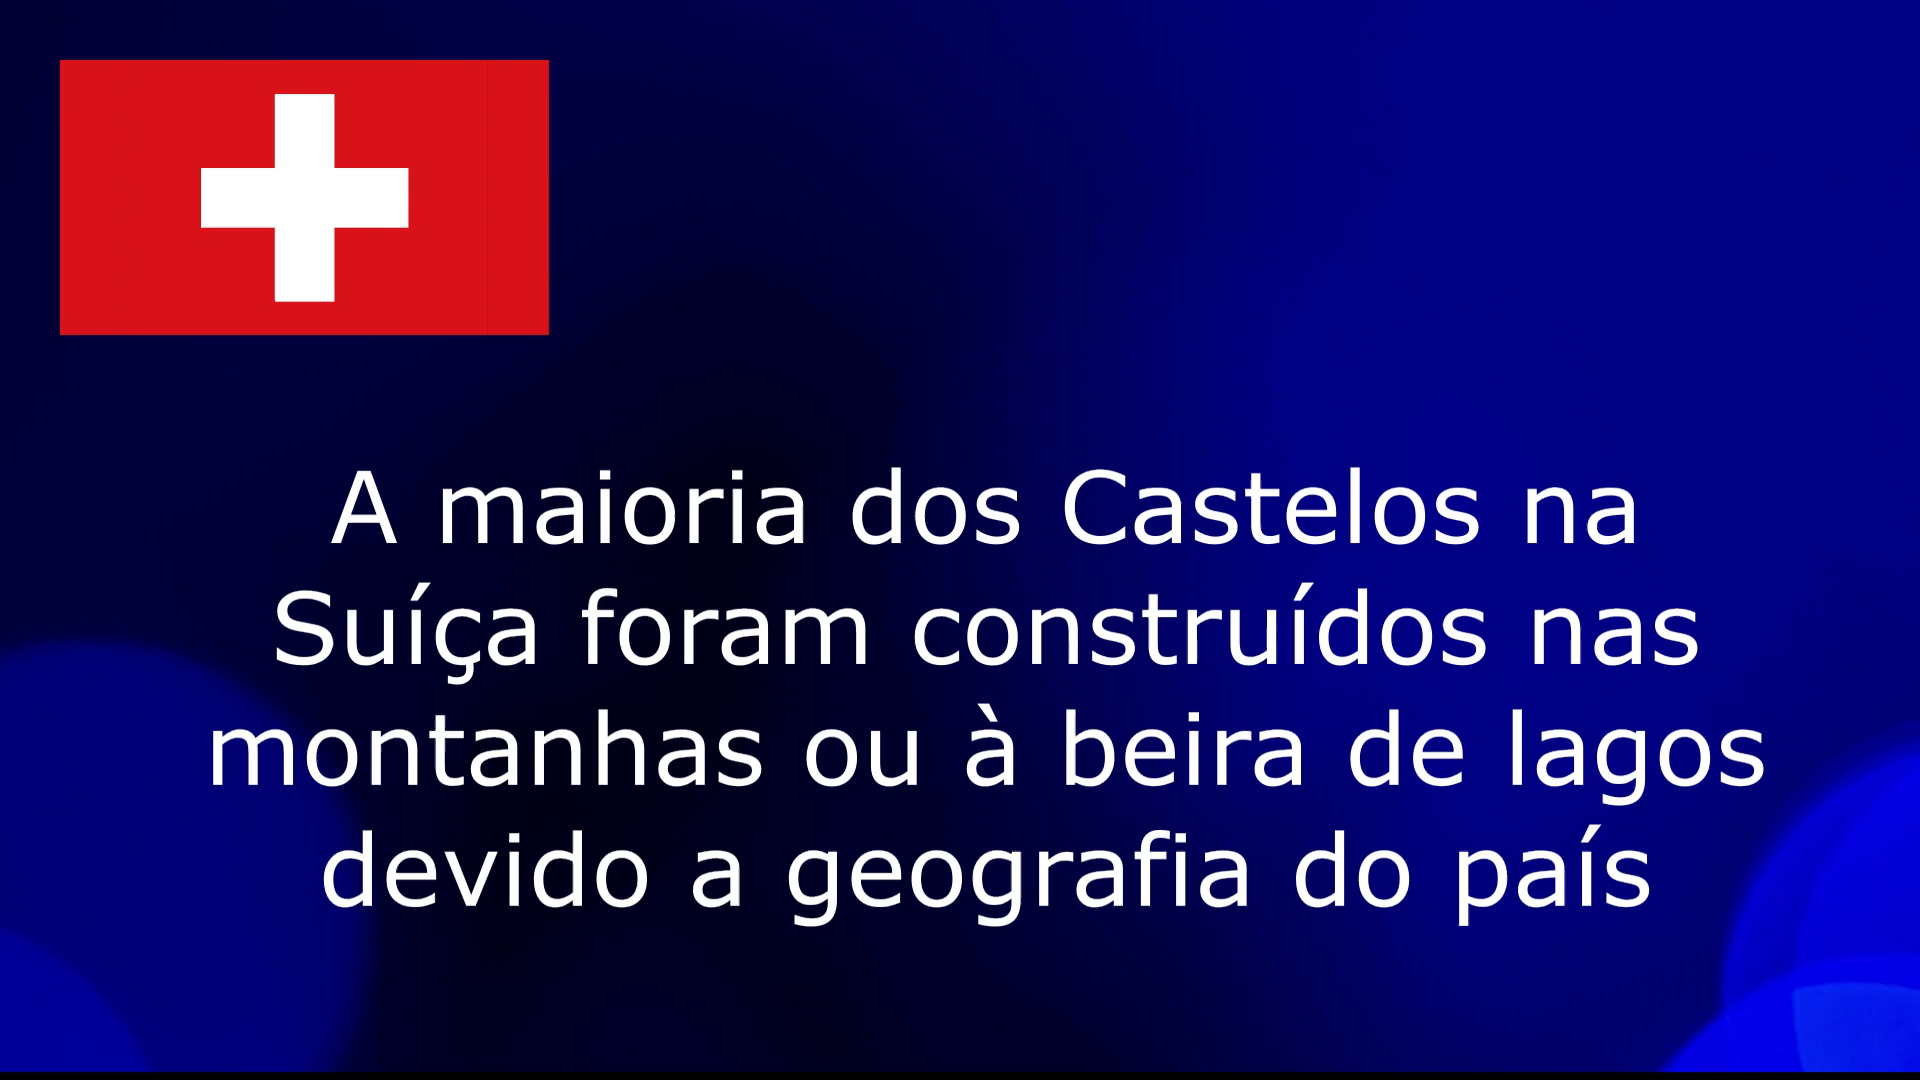 A maioria dos Castelos na
Suíça foram construídos nas
montanhas ou à beira de lagos
devido a geografia do país